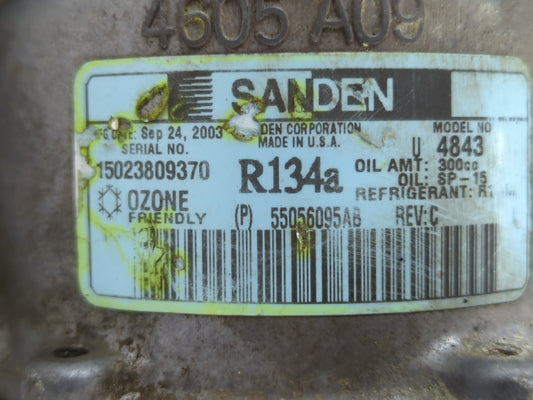 4605 A09
SANDEN
Sep 24, 2003 DEN CORPORATION MODEL NO
SERIAL NO. MADE IN U.S.A. U 4843
15023809370 R134a OIL AMT: 300cc
OIL: SP-15
OZONE REFRIGERANT:
FRIENDLY (P) 55056095AB REV:C